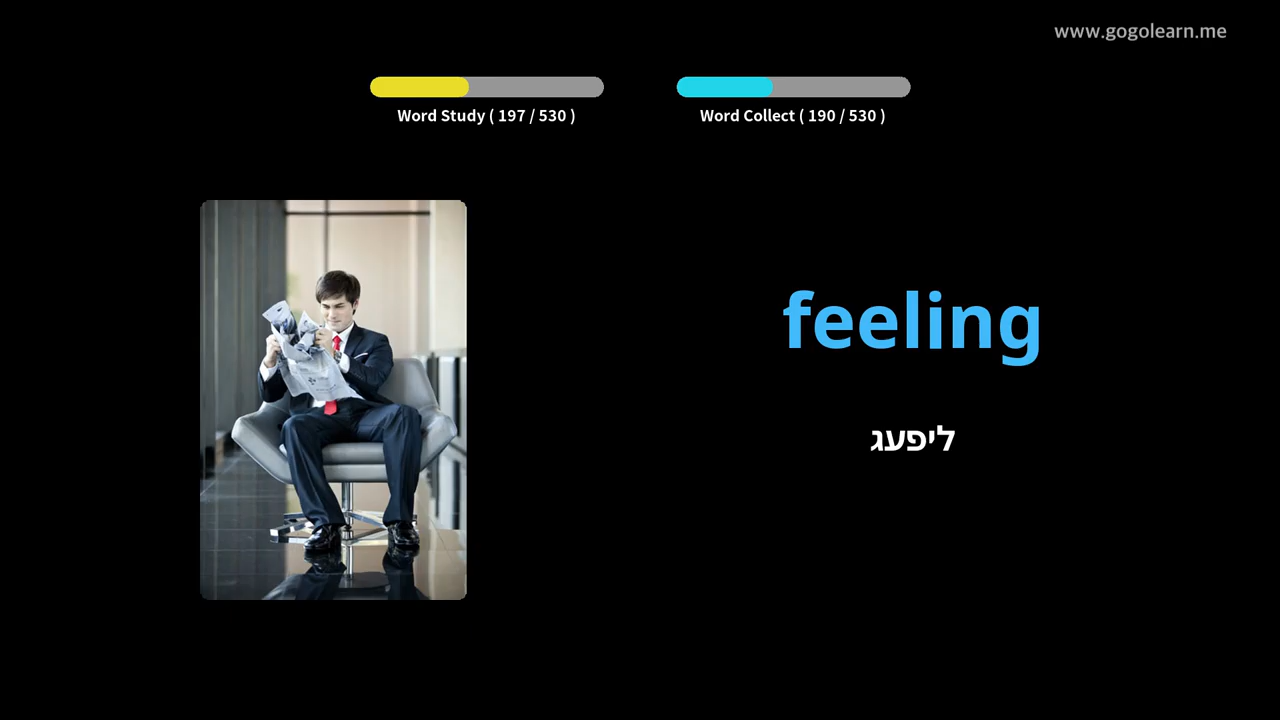 www.gogolearn.me
Word Study ( 197 / 530 )
Word Collect ( 190 / 530 )
feeling
ליפעג